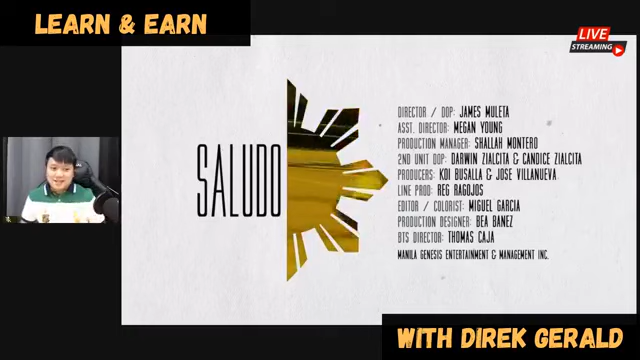 LEARN & EARN
LIVE
STREAMING
SALUDO
DIRECTOR / DOP: JAMES MULETA
ASST. DIRECTOR: MEGAN YOUNG
PRODUCTION MANAGER: SHALLAH MONTERO
2ND UNIT DOP: DARWIN ZIALCITA & CANDICE ZIALCITA
PRODUCERS: KOI BUSALLA & JOSE VILLANUEVA
LINE PROD: REG RAGOJOS
EDITOR / COLORIST: MIGUEL GARCIA
PRODUCTION DESIGNER: BEA BANEZ
BTS DIRECTOR: THOMAS CAJA
MANILA GENESIS ENTERTAINMENT & MANAGEMENT INC.
WITH DIREK GERALD